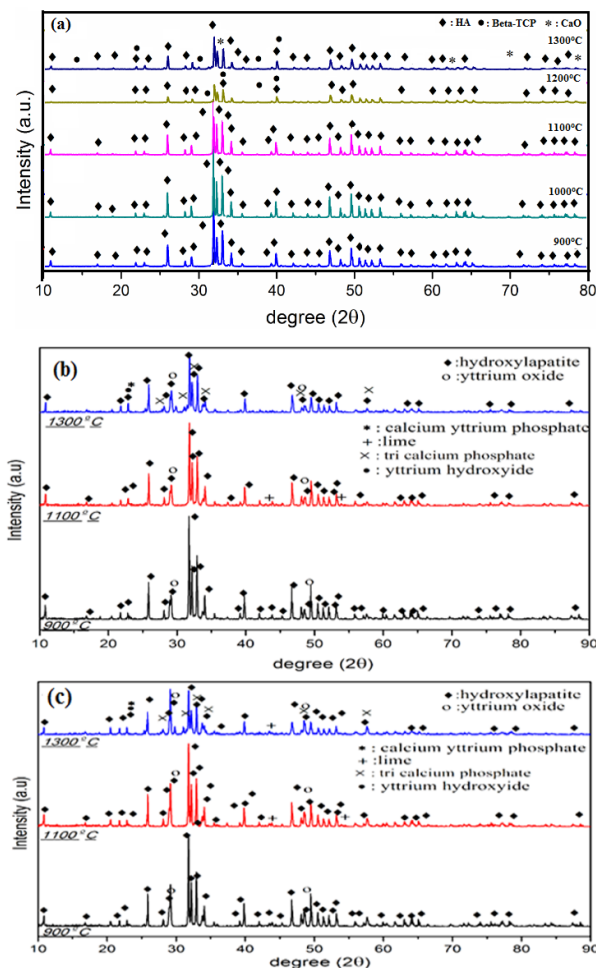 (a)
◆ : HA ● : Beta-TCP * : CaO
1300°C
1200°C
1100°C
1000°C
900°C
Intensity (a.u.)
10 20 30 40 50 60 70 80
degree (2θ)
(b)
◆:hydroxylapatite
o: yttrium oxide
* : calcium yttrium phosphate
+ : lime
× : tri calcium phosphate
● : yttrium hydroxyide
1300°C
1100°C
900°C
Intensity (a.u)
10 20 30 40 50 60 70 80 90
degree (2θ)
(c)
◆:hydroxylapatite
o: yttrium oxide
* : calcium yttrium phosphate
+ :lime
× : tri calcium phosphate
● : yttrium hydroxyide
1300°C
1100°C
900°C
Intensity (a.u)
10 20 30 40 50 60 70 80 90
degree (2θ)